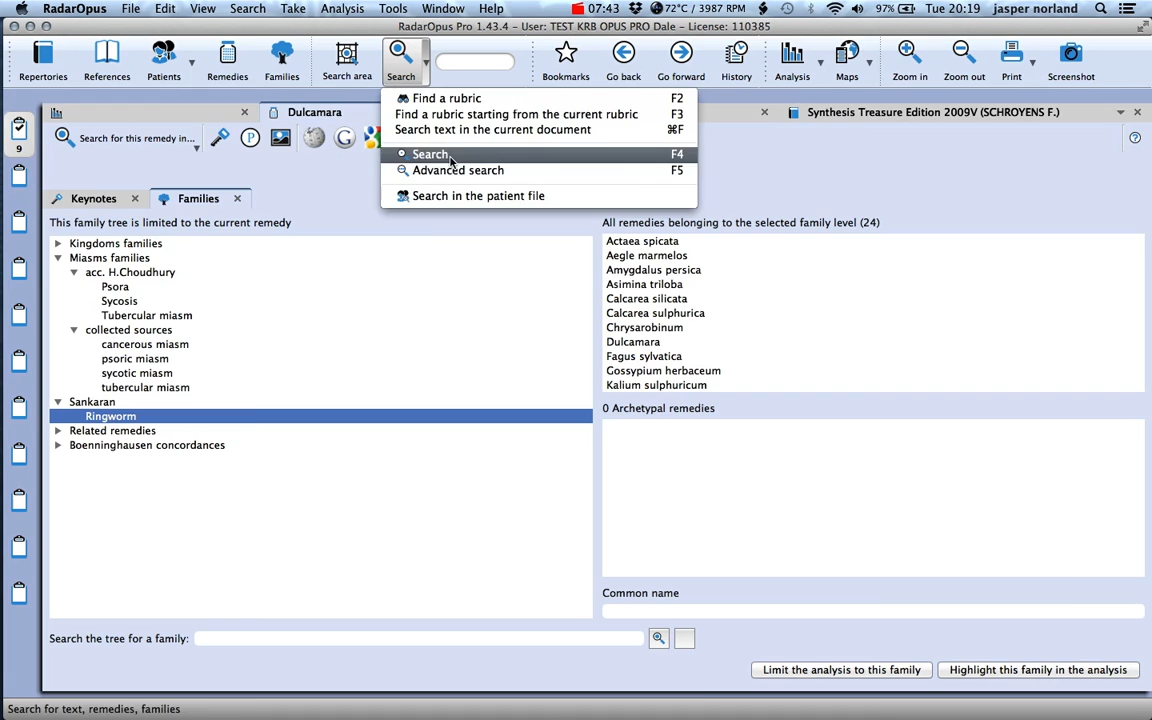 RadarOpus File Edit View Search Take Analysis Tools Window Help 07:43 72°C / 3987 RPM 97% Tue 20:19 jasper norland
RadarOpus Pro 1.43.4 - User: TEST KRB OPUS PRO Dale - License: 110385
Repertories References Patients Remedies Families Search area Search Bookmarks Go back Go forward History Analysis Maps Zoom in Zoom out Print Screenshot
Find a rubric F2
Find a rubric starting from the current rubric F3
Search text in the current document ⌘F
Search F4
Advanced search F5
Search in the patient file
Dulcamara Synthesis Treasure Edition 2009V (SCHROYENS F.)
9
Search for this remedy in... P G
Keynotes Families
This family tree is limited to the current remedy
Kingdoms families
Miasms families
acc. H.Choudhury
Psora
Sycosis
Tubercular miasm
collected sources
cancerous miasm
psoric miasm
sycotic miasm
tubercular miasm
Sankaran
Ringworm
Related remedies
Boenninghausen concordances
All remedies belonging to the selected family level (24)
Actaea spicata
Aegle marmelos
Amygdalus persica
Asimina triloba
Calcarea silicata
Calcarea sulphurica
Chrysarobinum
Dulcamara
Fagus sylvatica
Gossypium herbaceum
Kalium sulphuricum
0 Archetypal remedies
Common name
Search the tree for a family:
Limit the analysis to this family Highlight this family in the analysis
Search for text, remedies, families